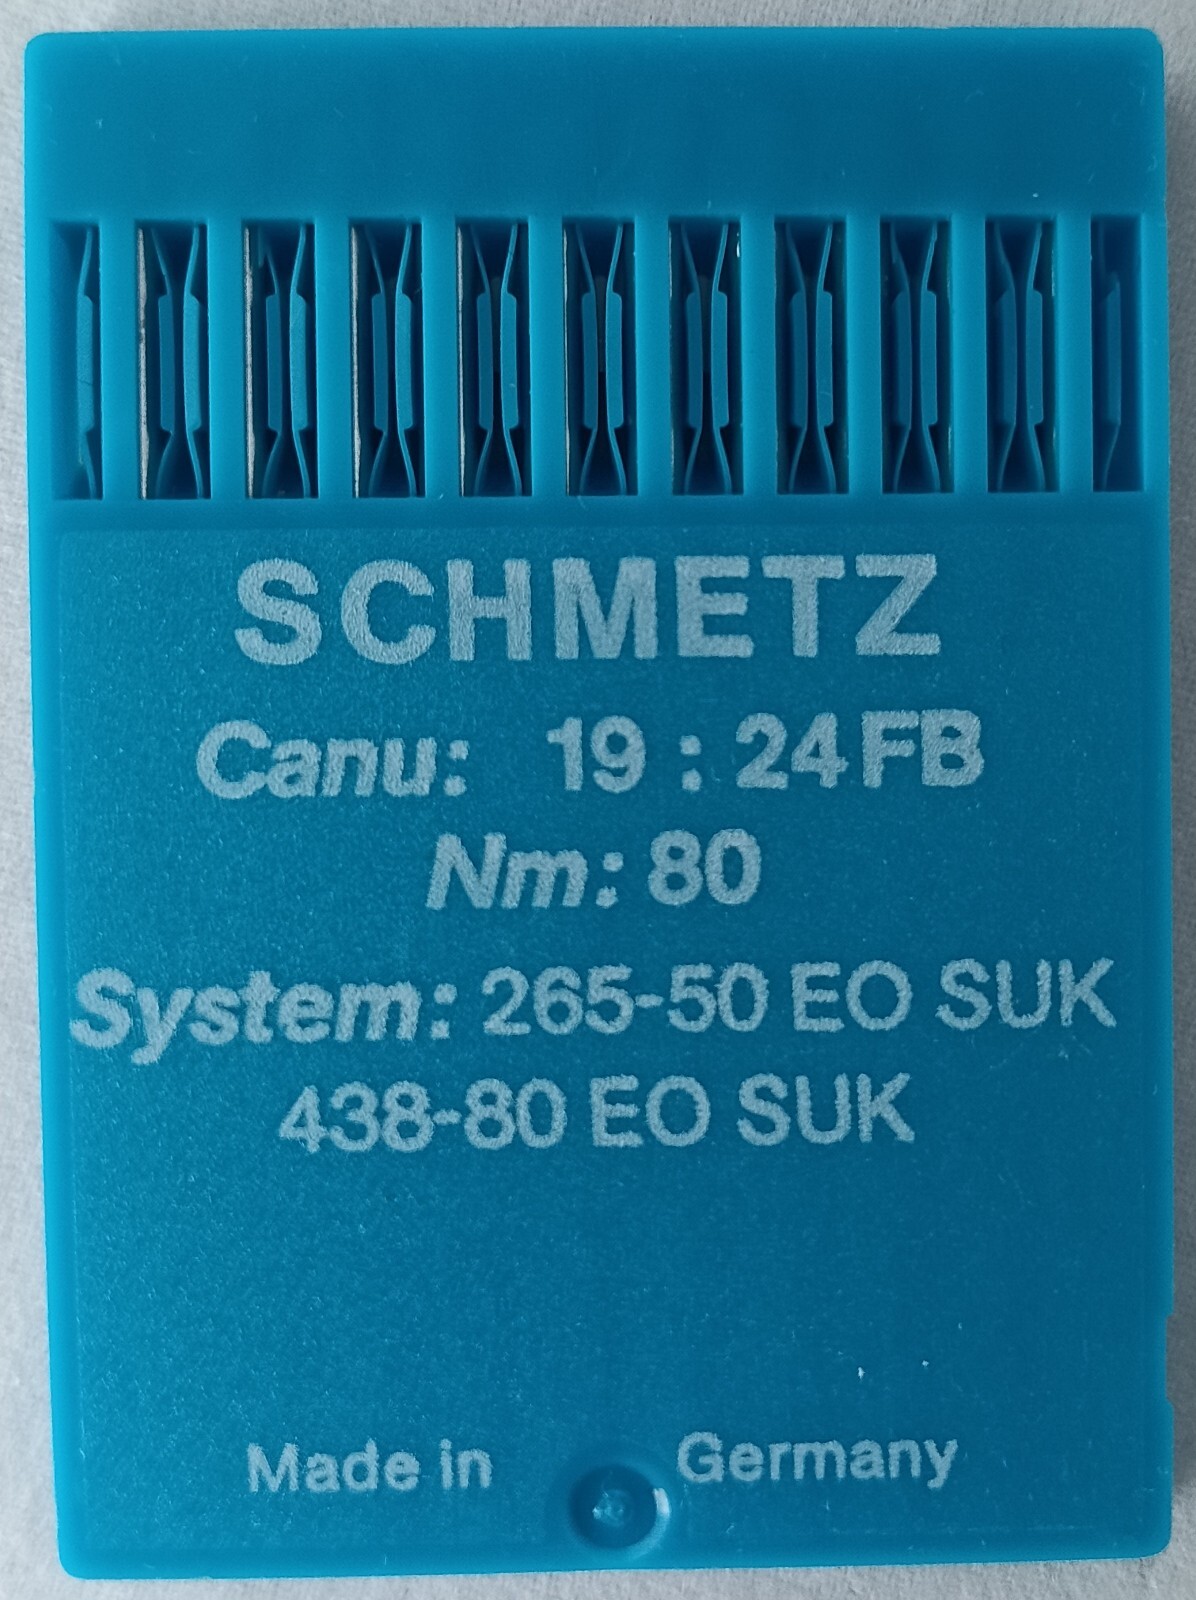 SCHMETZ
Canu: 19 : 24 FB
Nm: 80
System: 265-50 EO SUK
438-80 EO SUK
Made in Germany